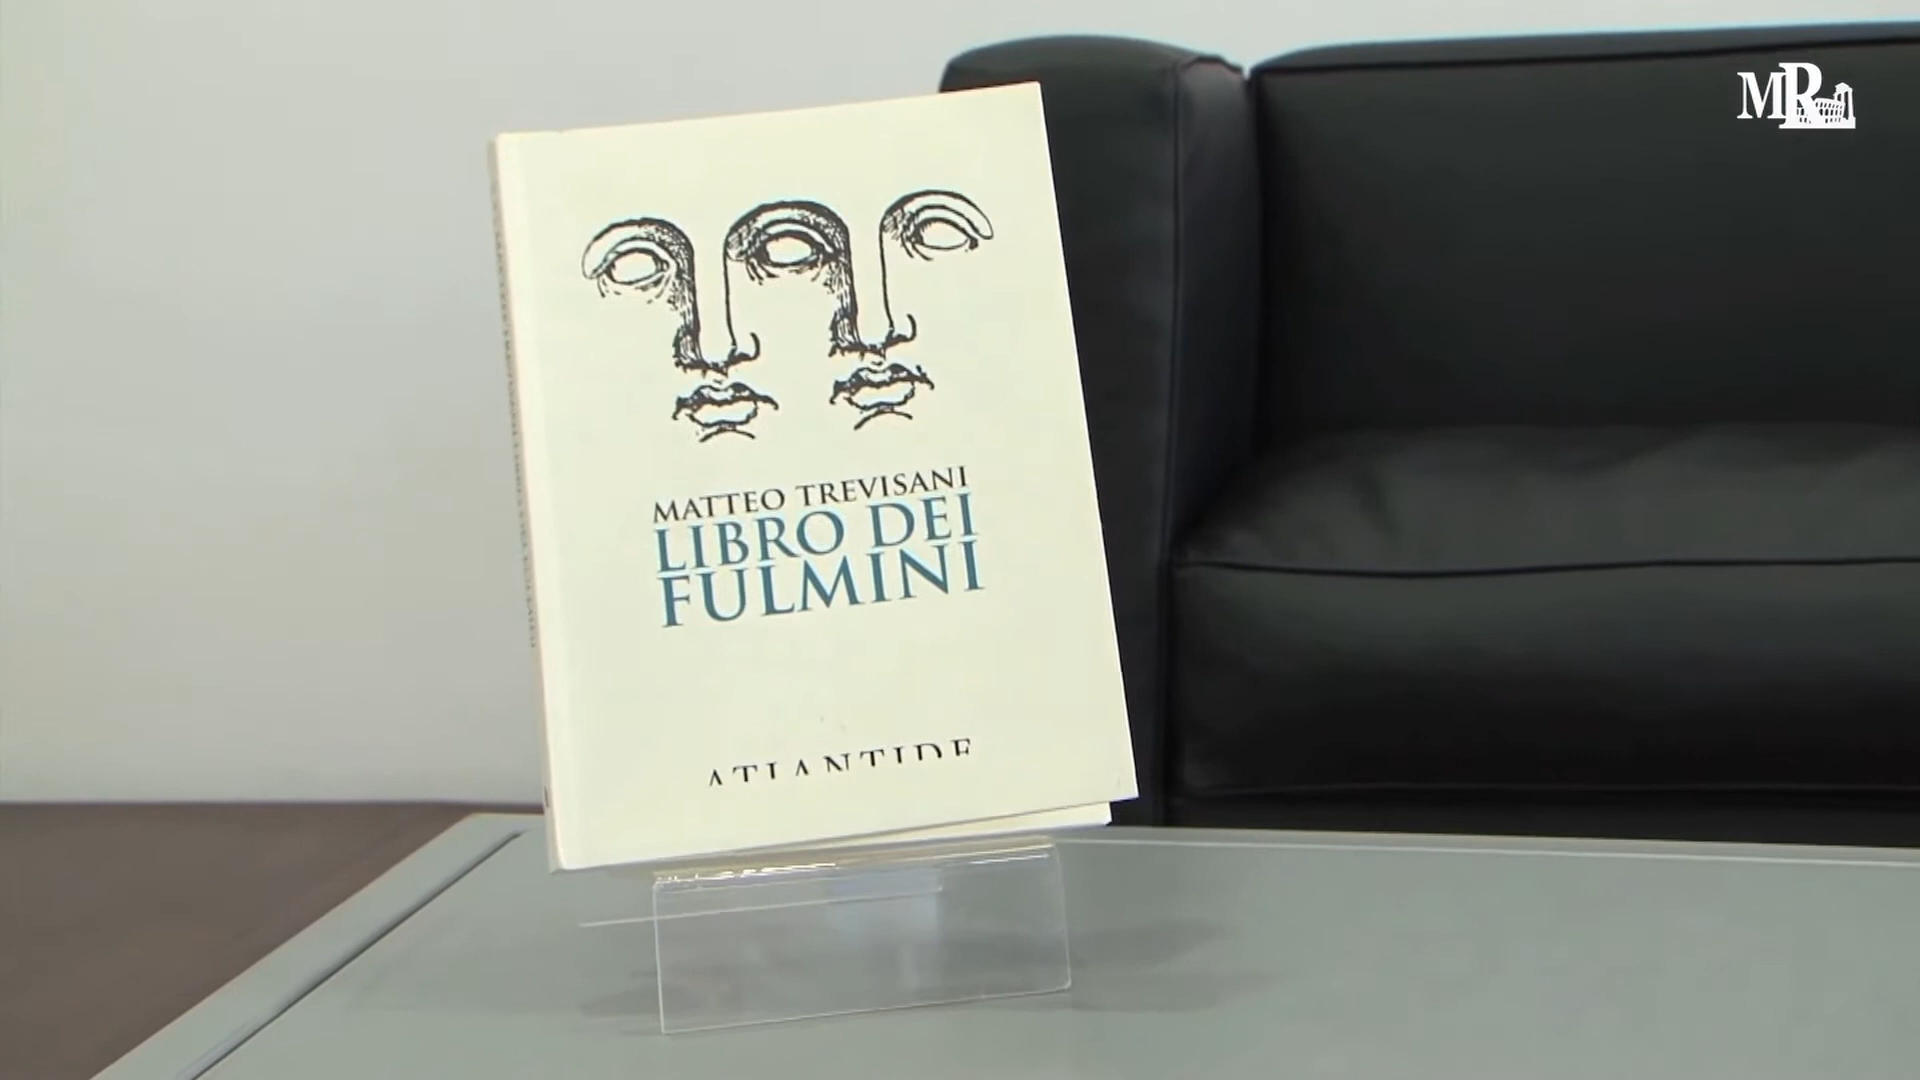 MR
MATTEO TREVISANI
LIBRO DEI
FULMINI
ATLANTIDE